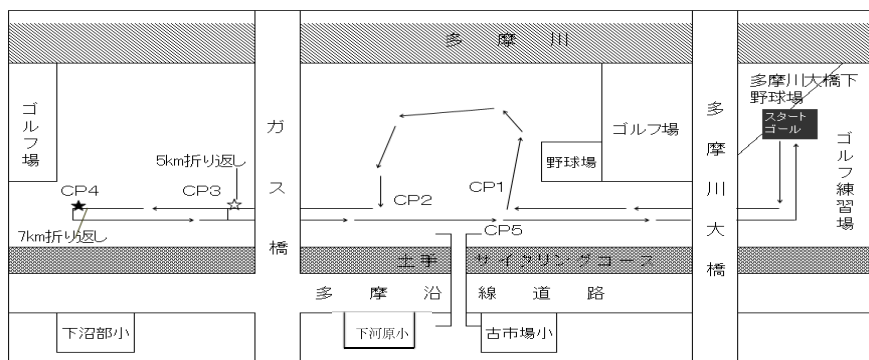 多摩川
ゴルフ場
ガス橋
5km折り返し
CP4
CP3
7km折り返し
CP2
CP1
CP5
野球場
ゴルフ場
多摩川大橋
多摩川大橋下
野球場
スタート
ゴール
ゴルフ練習場
土手 サイクリングコース
多摩沿線道路
下沼部小
下河原小
古市場小